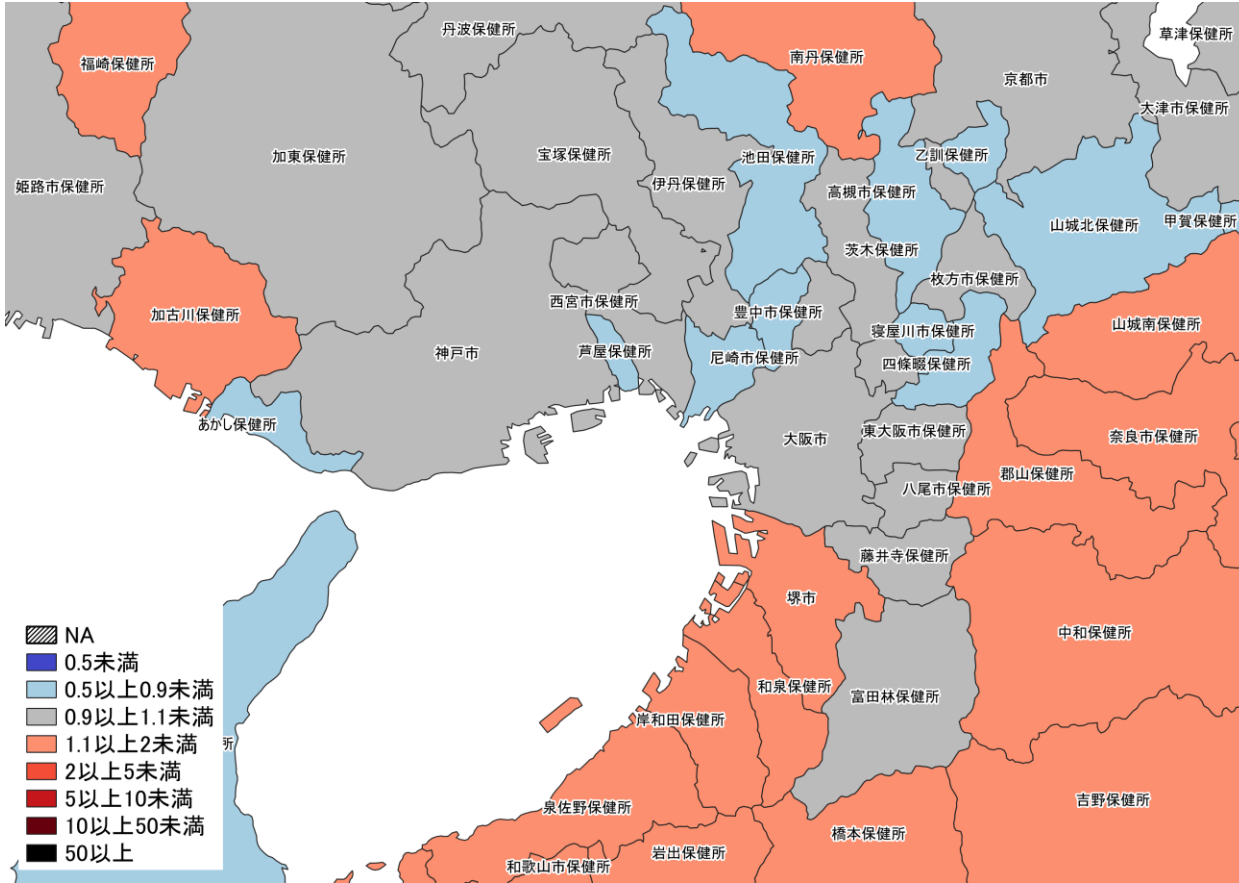 丹波保健所
草津保健所
福崎保健所
南丹保健所
京都市
大津市保健所
加東保健所
宝塚保健所
池田保健所
乙訓保健所
伊丹保健所
高槻市保健所
姫路市保健所
山城北保健所
甲賀保健所
茨木保健所
枚方市保健所
西宮市保健所
加古川保健所
豊中市保健所
山城南保健所
寝屋川市保健所
神戸市
芦屋保健所
尼崎市保健所
四條畷保健所
あかし保健所
大阪市
東大阪市保健所
奈良市保健所
郡山保健所
八尾市保健所
藤井寺保健所
堺市
中和保健所
和泉保健所
富田林保健所
岸和田保健所
所
泉佐野保健所
吉野保健所
橋本保健所
岩出保健所
和歌山市保健所
NA
0.5未満
0.5以上0.9未満
0.9以上1.1未満
1.1以上2未満
2以上5未満
5以上10未満
10以上50未満
50以上